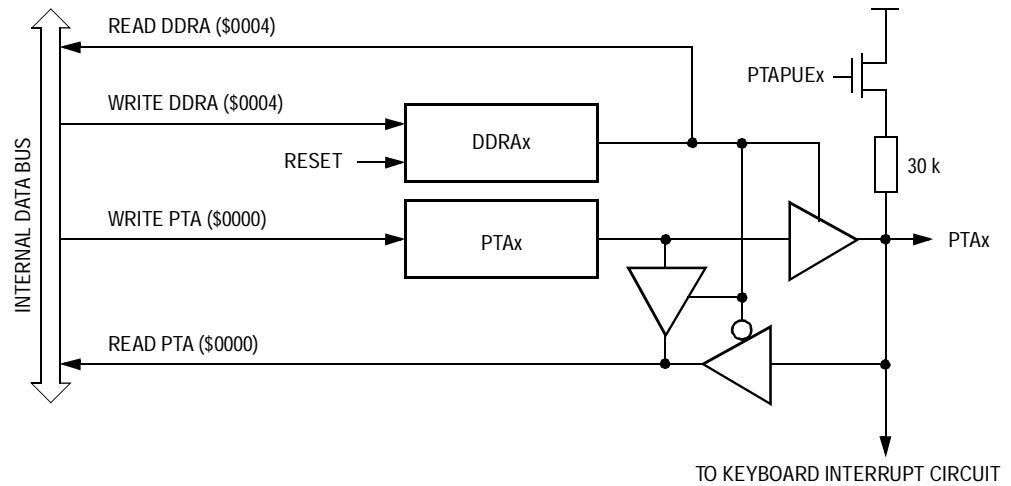 READ DDRA ($0004)
PTAPUEx
WRITE DDRA ($0004)
DDRAx
RESET
30 k
INTERNAL DATA BUS
WRITE PTA ($0000)
PTAx
PTAx
READ PTA ($0000)
TO KEYBOARD INTERRUPT CIRCUIT